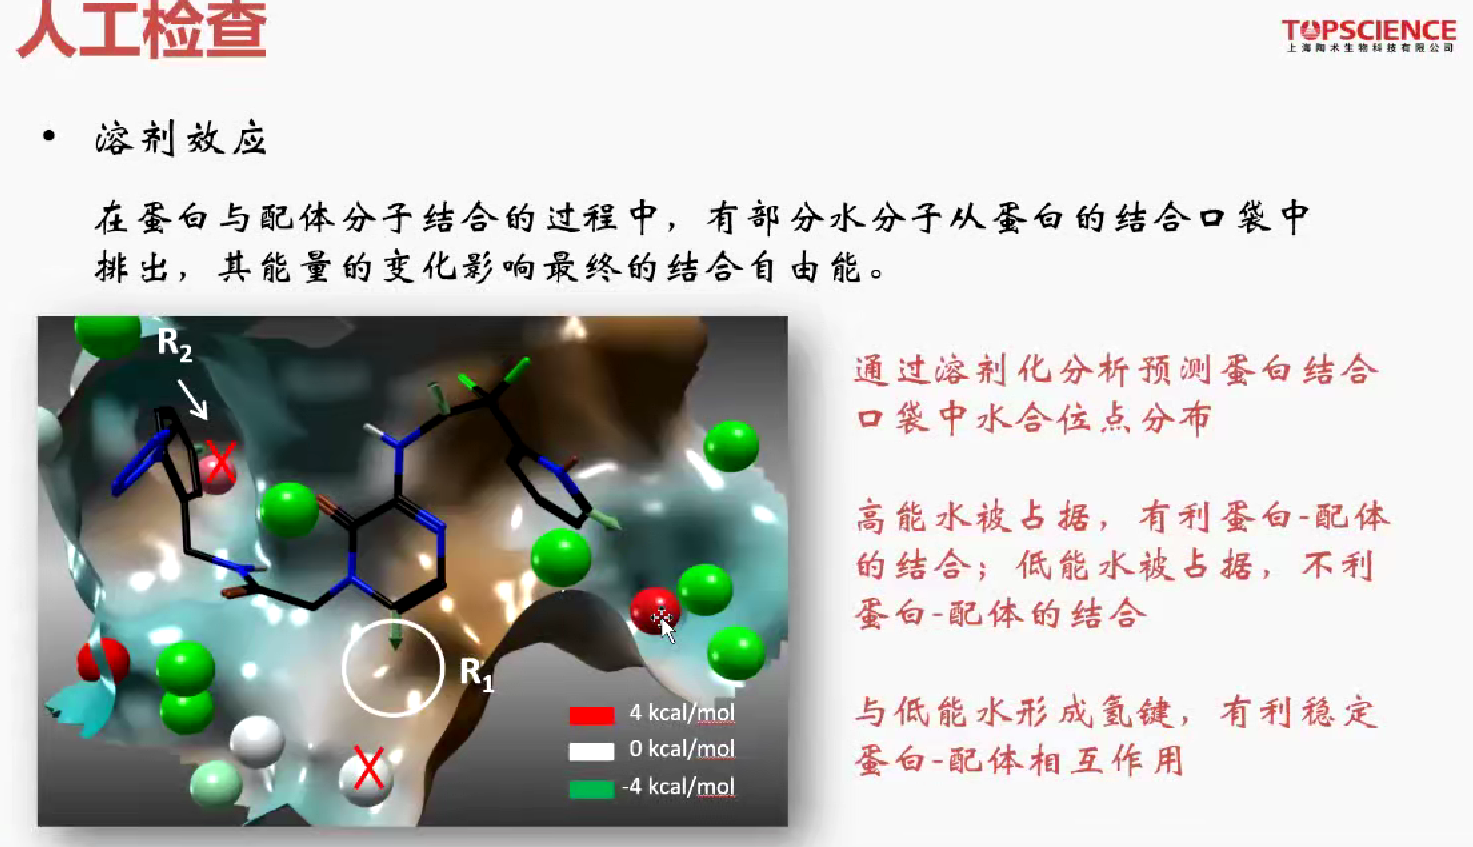 人工检查
TOPSCIENCE
上海陶术生物科技有限公司
• 溶剂效应
在蛋白与配体分子结合的过程中，有部分水分子从蛋白的结合口袋中
排出，其能量的变化影响最终的结合自由能。
R2
R1
4 kcal/mol
0 kcal/mol
-4 kcal/mol
通过溶剂化分析预测蛋白结合
口袋中水合位点分布
高能水被占据，有利蛋白-配体
的结合；低能水被占据，不利
蛋白-配体的结合
与低能水形成氢键，有利稳定
蛋白-配体相互作用